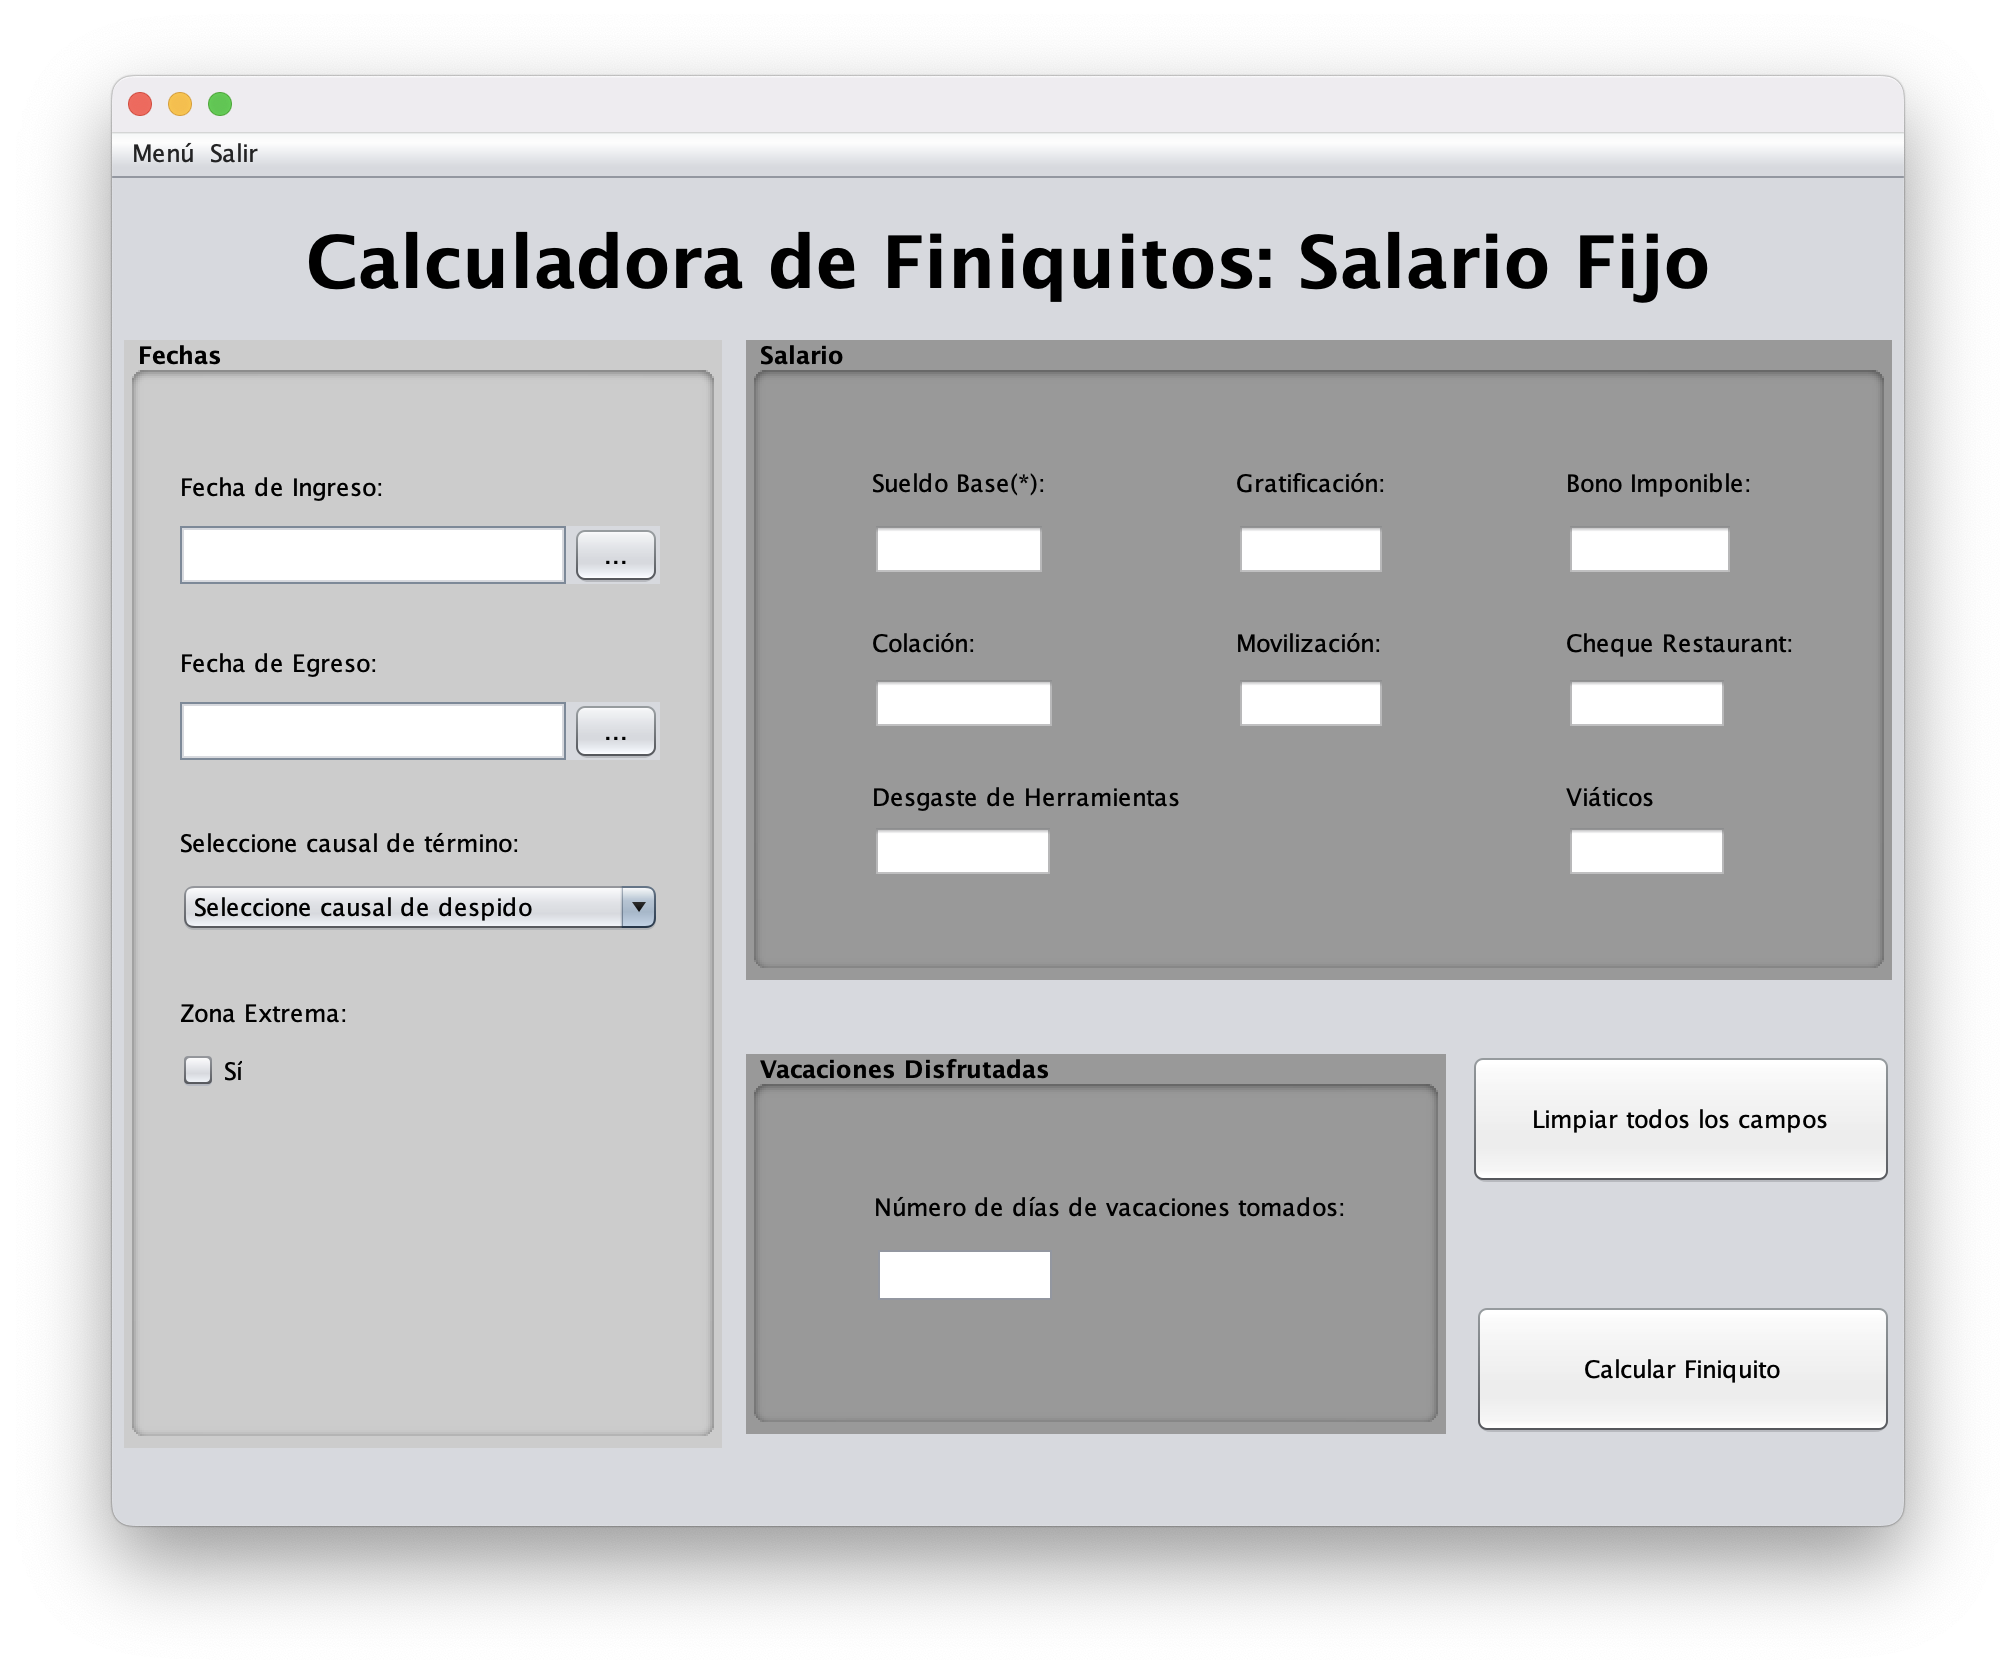 Menú Salir
Calculadora de Finiquitos: Salario Fijo
Fechas
Fecha de Ingreso:
...
Fecha de Egreso:
...
Seleccione causal de término:
Seleccione causal de despido
Zona Extrema:
Sí
Salario
Sueldo Base(*): Gratificación: Bono Imponible:
Colación: Movilización: Cheque Restaurant:
Desgaste de Herramientas Viáticos
Vacaciones Disfrutadas
Número de días de vacaciones tomados:
Limpiar todos los campos
Calcular Finiquito